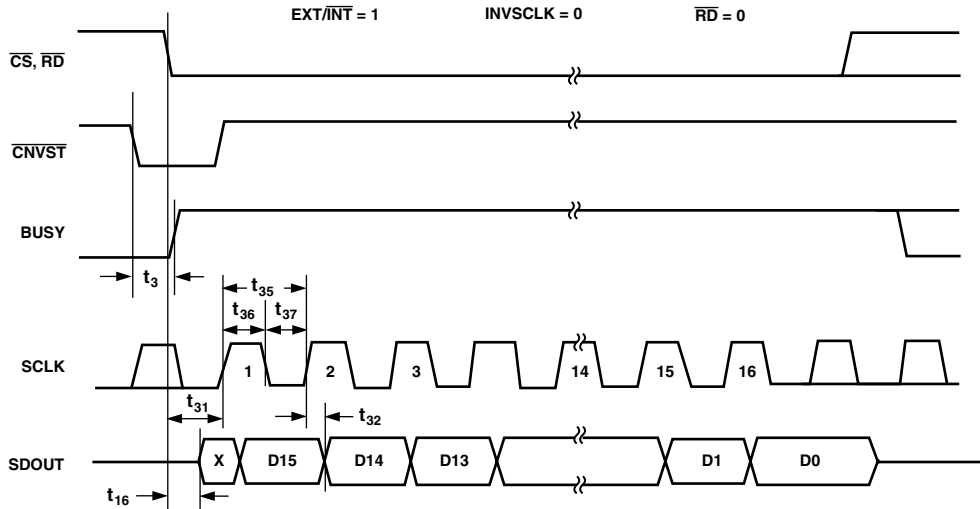 EXT/INT = 1 INVSCLK = 0 RD = 0
CS, RD
CNVST
BUSY
t3
t35
t36 t37
SCLK 1 2 3 14 15 16
t31
t32
SDOUT X D15 D14 D13 D1 D0
t16